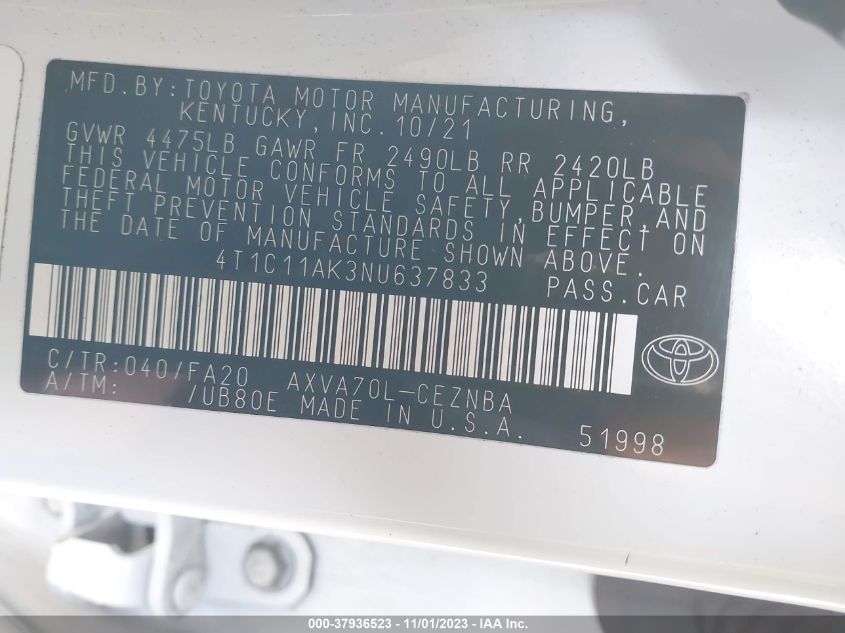 MFD.BY:TOYOTA MOTOR MANUFACTURING,
KENTUCKY, INC. 10/21
GVWR 4475LB GAWR FR 2490LB RR 2420LB
THIS VEHICLE CONFORMS TO ALL APPLICABLE
FEDERAL MOTOR VEHICLE SAFETY,BUMPER,AND
THEFT PREVENTION STANDARDS IN EFFECT ON
THE DATE OF MANUFACTURE SHOWN ABOVE.
4T1C11AK3NU637833 PASS.CAR
C/TR:040/FA20 AXVA70L-CEZNBA
A/TM: /UB80E MADE IN U.S.A. 51998
000-37936523 - 11/01/2023 - IAA Inc.